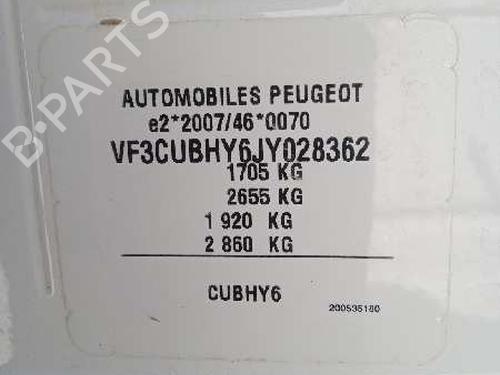 AUTOMOBILES PEUGEOT
e2*2007/46*0070
VF3CUBHY6JY028362
1705 KG
2655 KG
1 920 KG
2 860 KG
CUBHY6
200535180
BPARTS